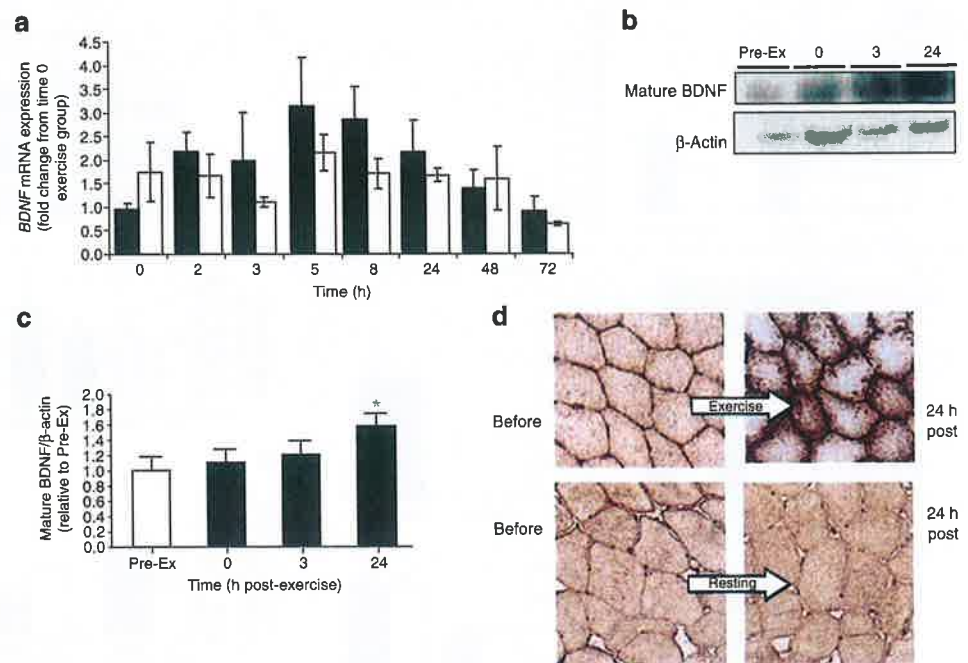 a
BDNF mRNA expression
(fold change from time 0
exercise group)
4.5
4.0
3.5
3.0
2.5
2.0
1.5
1.0
0.5
0.0
0 2 3 5 8 24 48 72
Time (h)
b
Pre-Ex 0 3 24
Mature BDNF
β-Actin
c
Mature BDNF/β-actin
(relative to Pre-Ex)
2.0
1.8
1.6
1.4
1.2
1.0
0.8
0.6
0.4
0.2
0.0
*
Pre-Ex 0 3 24
Time (h post-exercise)
d
Before
Exercise
24 h
post
Before
Resting
24 h
post